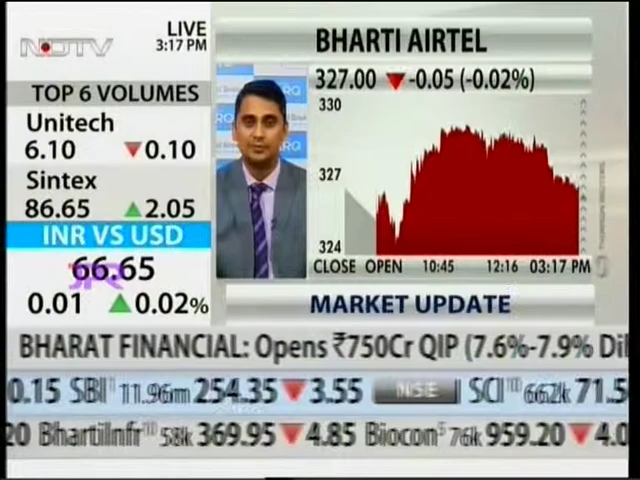 NDTV
LIVE
3:17 PM
BHARTI AIRTEL
327.00 ▼ -0.05 (-0.02%)
TOP 6 VOLUMES
Unitech
6.10 ▼ 0.10
Sintex
86.65 ▲ 2.05
INR VS USD
66.65
0.01 ▲ 0.02%
330
327
324
CLOSE OPEN 10:45 12:16 03:17 PM
MARKET UPDATE
BHARAT FINANCIAL: Opens ₹750Cr QIP (7.6%-7.9% Dil
0.15 SBI 11.96m 254.35 ▼ 3.55 NSE SCI 662k 71.5
20 BhartiInfr 58k 369.95 ▼ 4.85 Biocon 76k 959.20 ▼ 4.0